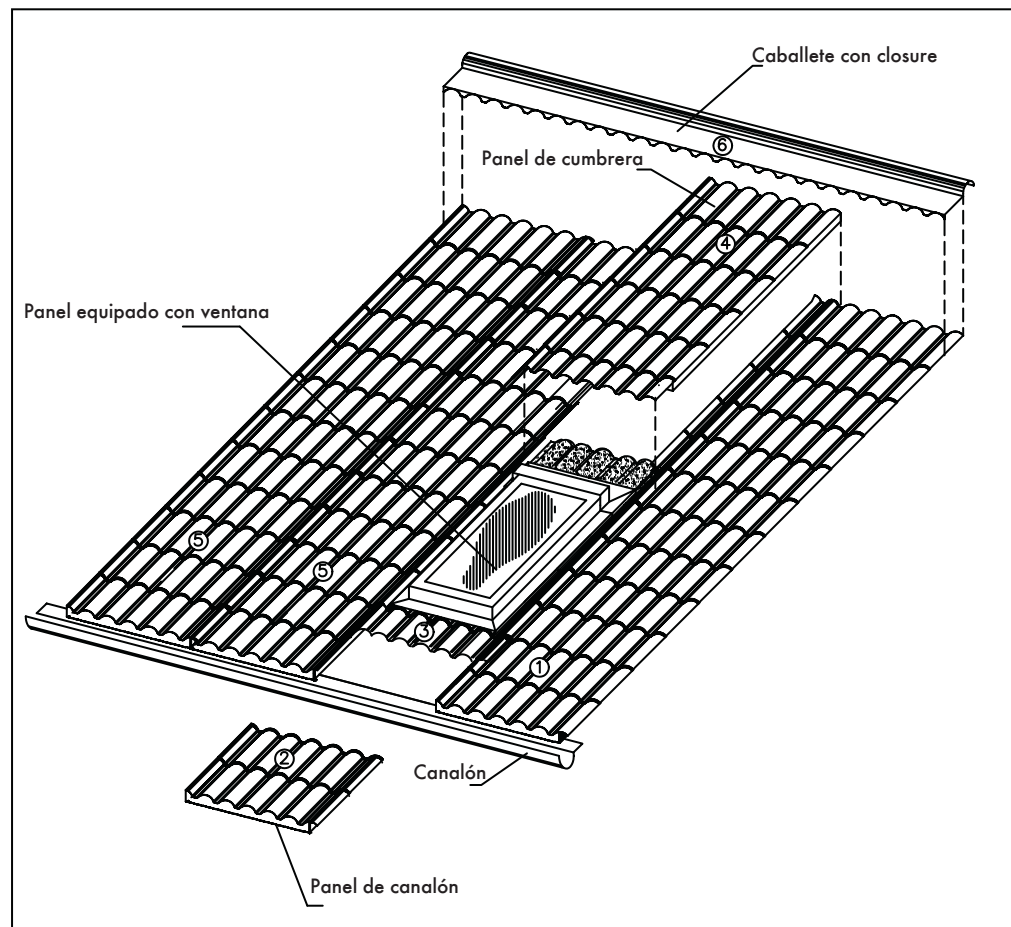 Caballete con closure
⑥
Panel de cumbrera
④
Panel equipado con ventana
⑤
⑤
③
①
②
Canalón
Panel de canalón